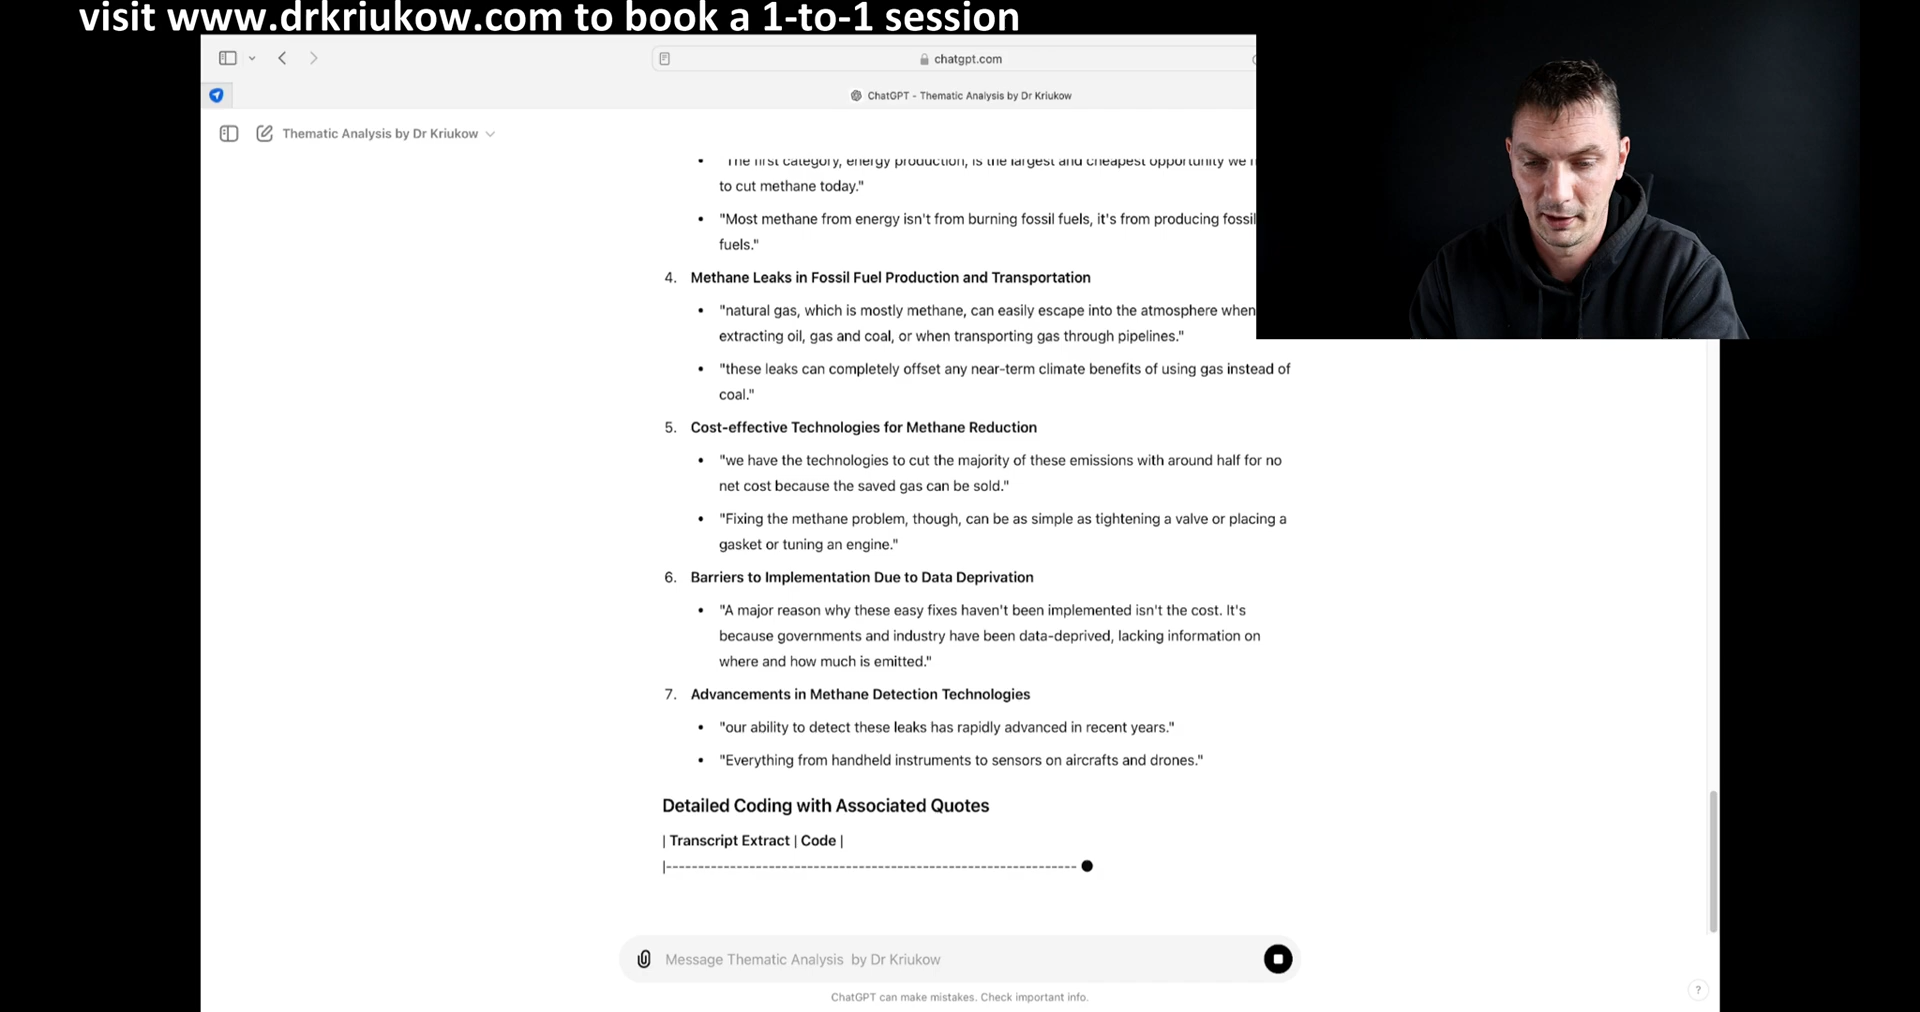 visit www.drkriukow.com to book a 1-to-1 session
chatgpt.com
ChatGPT - Thematic Analysis by Dr Kriukow
Thematic Analysis by Dr Kriukow
• "The first category, energy production, is the largest and cheapest opportunity we
to cut methane today."
• "Most methane from energy isn't from burning fossil fuels, it's from producing fossil
fuels."
4. Methane Leaks in Fossil Fuel Production and Transportation
• "natural gas, which is mostly methane, can easily escape into the atmosphere when
extracting oil, gas and coal, or when transporting gas through pipelines."
• "these leaks can completely offset any near-term climate benefits of using gas instead of
coal."
5. Cost-effective Technologies for Methane Reduction
• "we have the technologies to cut the majority of these emissions with around half for no
net cost because the saved gas can be sold."
• "Fixing the methane problem, though, can be as simple as tightening a valve or placing a
gasket or tuning an engine."
6. Barriers to Implementation Due to Data Deprivation
• "A major reason why these easy fixes haven't been implemented isn't the cost. It's
because governments and industry have been data-deprived, lacking information on
where and how much is emitted."
7. Advancements in Methane Detection Technologies
• "our ability to detect these leaks has rapidly advanced in recent years."
• "Everything from handheld instruments to sensors on aircrafts and drones."
Detailed Coding with Associated Quotes
| Transcript Extract | Code |
|----------------------------------------------------------------
Message Thematic Analysis by Dr Kriukow
ChatGPT can make mistakes. Check important info.
?